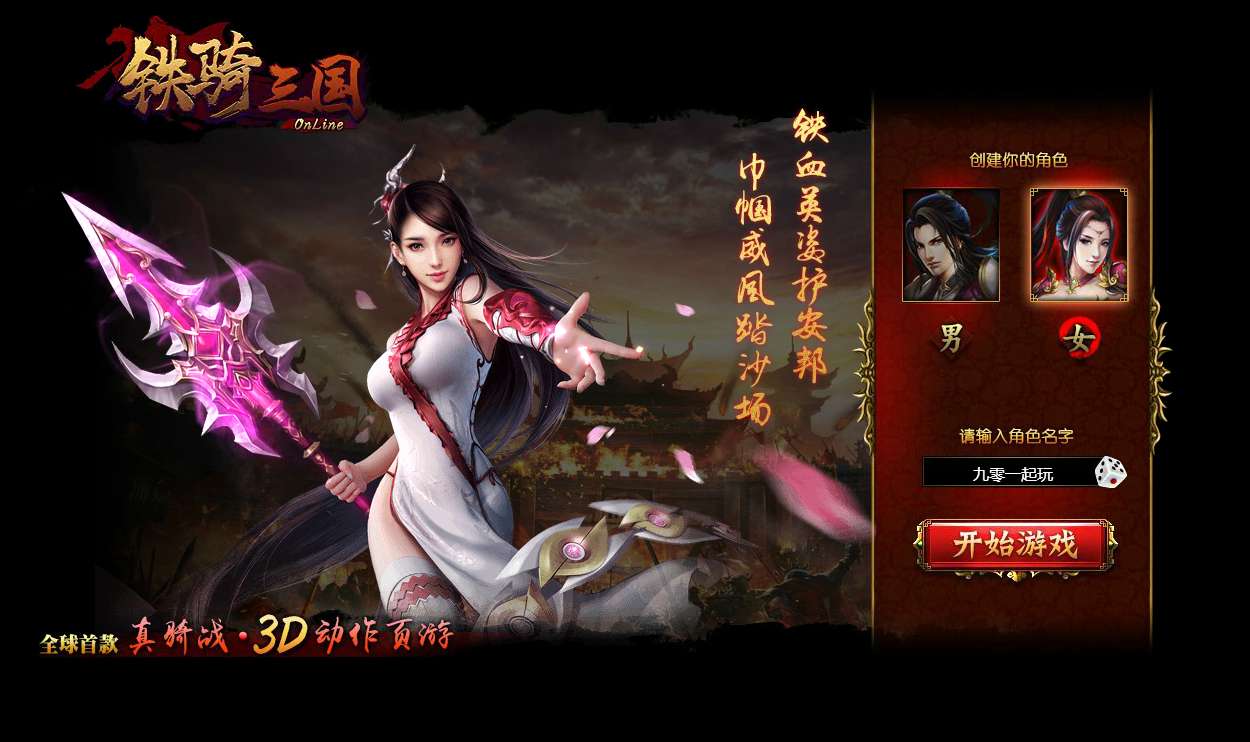 铁骑三国
OnLine
铁血英姿护安邦
巾帼威风踏沙场
创建你的角色
男
女
请输入角色名字
九零一起玩
开始游戏
全球首款 真骑战·3D动作页游